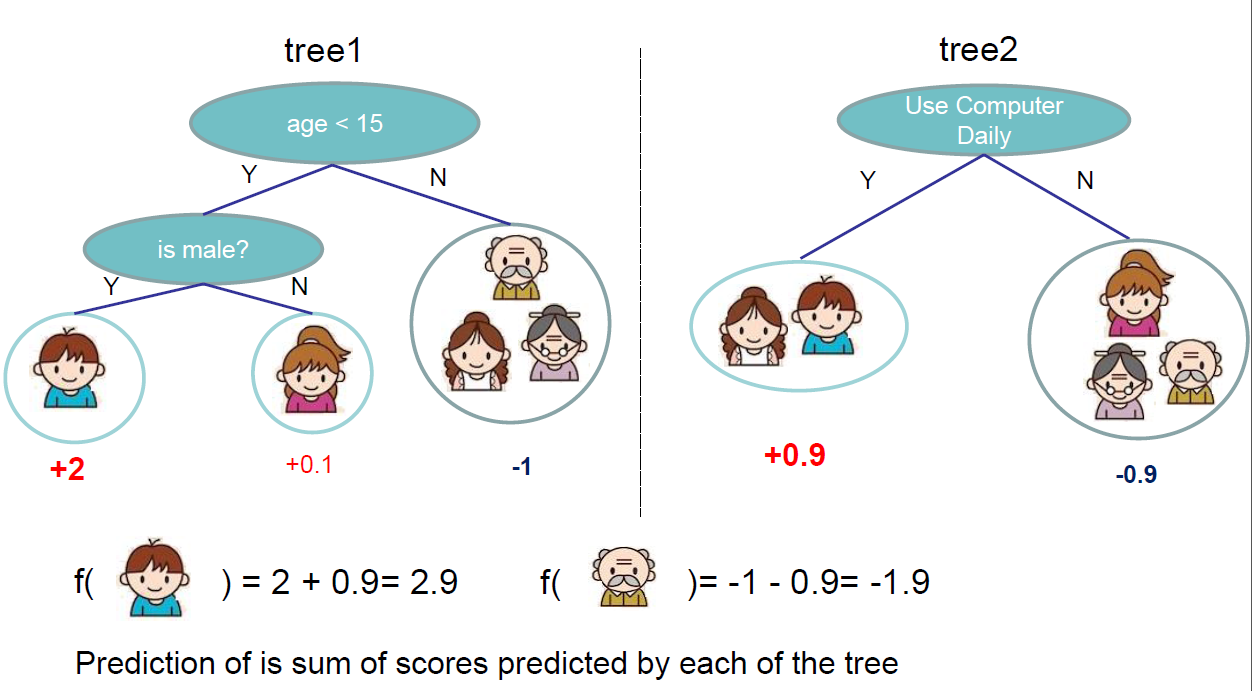 tree1
age < 15
Y
N
is male?
Y
N
+2
+0.1
-1
tree2
Use Computer
Daily
Y
N
+0.9
-0.9
f( ) = 2 + 0.9= 2.9
f( )= -1 - 0.9= -1.9
Prediction of is sum of scores predicted by each of the tree